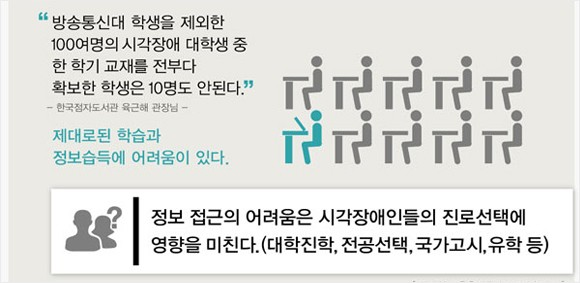 “방송통신대 학생을 제외한
100여명의 시각장애 대학생 중
한 학기 교재를 전부다
확보한 학생은 10명도 안된다.”
– 한국점자도서관 육근해 관장님 –
제대로된 학습과
정보습득에 어려움이 있다.
?
정보 접근의 어려움은 시각장애인들의 진로선택에
영향을 미친다.(대학진학, 전공선택, 국가고시, 유학 등)